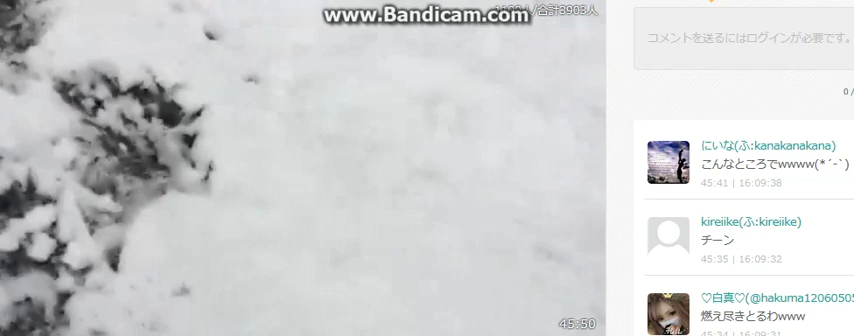 www.Bandicam.com
/合計3903人
45:50
コメントを送るにはログインが必要です。
0 /
にいな(ふ:kanakanakana)
こんなところでwwww(*´-`)
45:41 | 16:09:38
kireiike(ふ:kireiike)
チーン
45:35 | 16:09:32
♡白真♡(@hakuma12060505
燃え尽きとるわwww
45:34 | 16:09:31